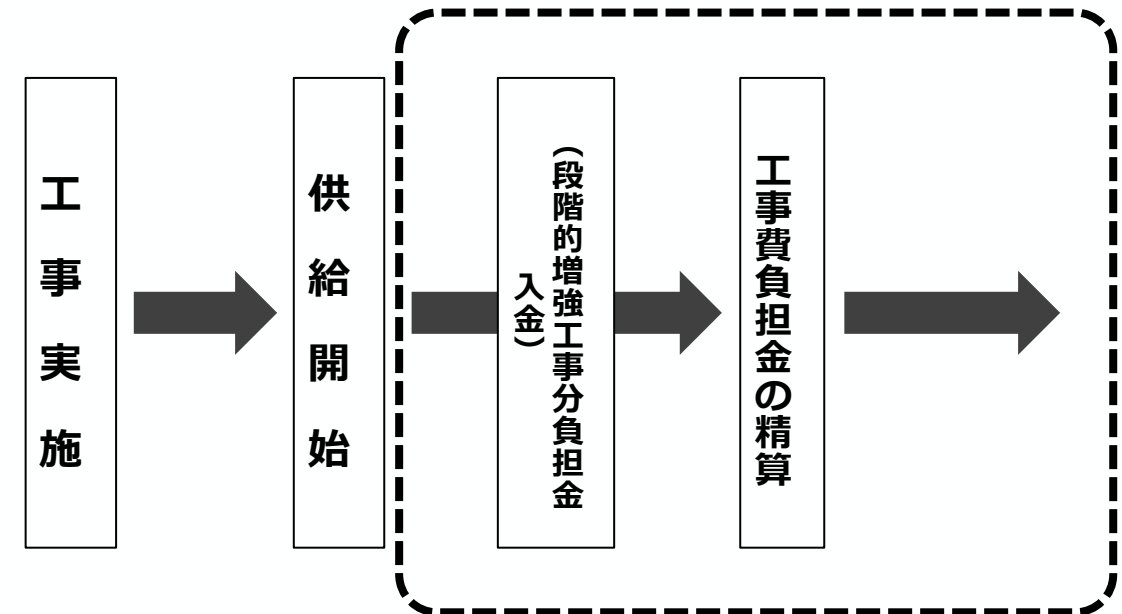 工事実施
供給開始
（段階的増強工事分負担金
入金）
工事費負担金の精算